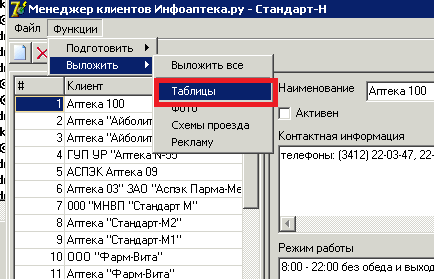 Менеджер клиентов Инфоаптека.ру - Стандарт-Н
Файл Функции
Подготовить
Выложить
Выложить все
Таблицы
Фото
Схемы проезда
Рекламу
# Клиент
1 Аптека 100
2 Аптека "Айболит
3 Аптека "Айболит
4 ГУП УР "Аптека N-55"
5 АСПЭК Аптека 09
6 Аптека 03" ЗАО "Аспэк Парма-Ме
7 ООО "МНВП "Стандарт М"
8 Аптека "Стандарт-М2"
9 Аптека "Стандарт-М1"
10 ООО "Фарм-Вита"
11 Аптека "Фарм-Вита"
Наименование Аптека 100
Активен
Контактная информация
телефоны: (3412) 22-03-47, 22-
Режим работы
8:00 - 22:00 без обеда и выход